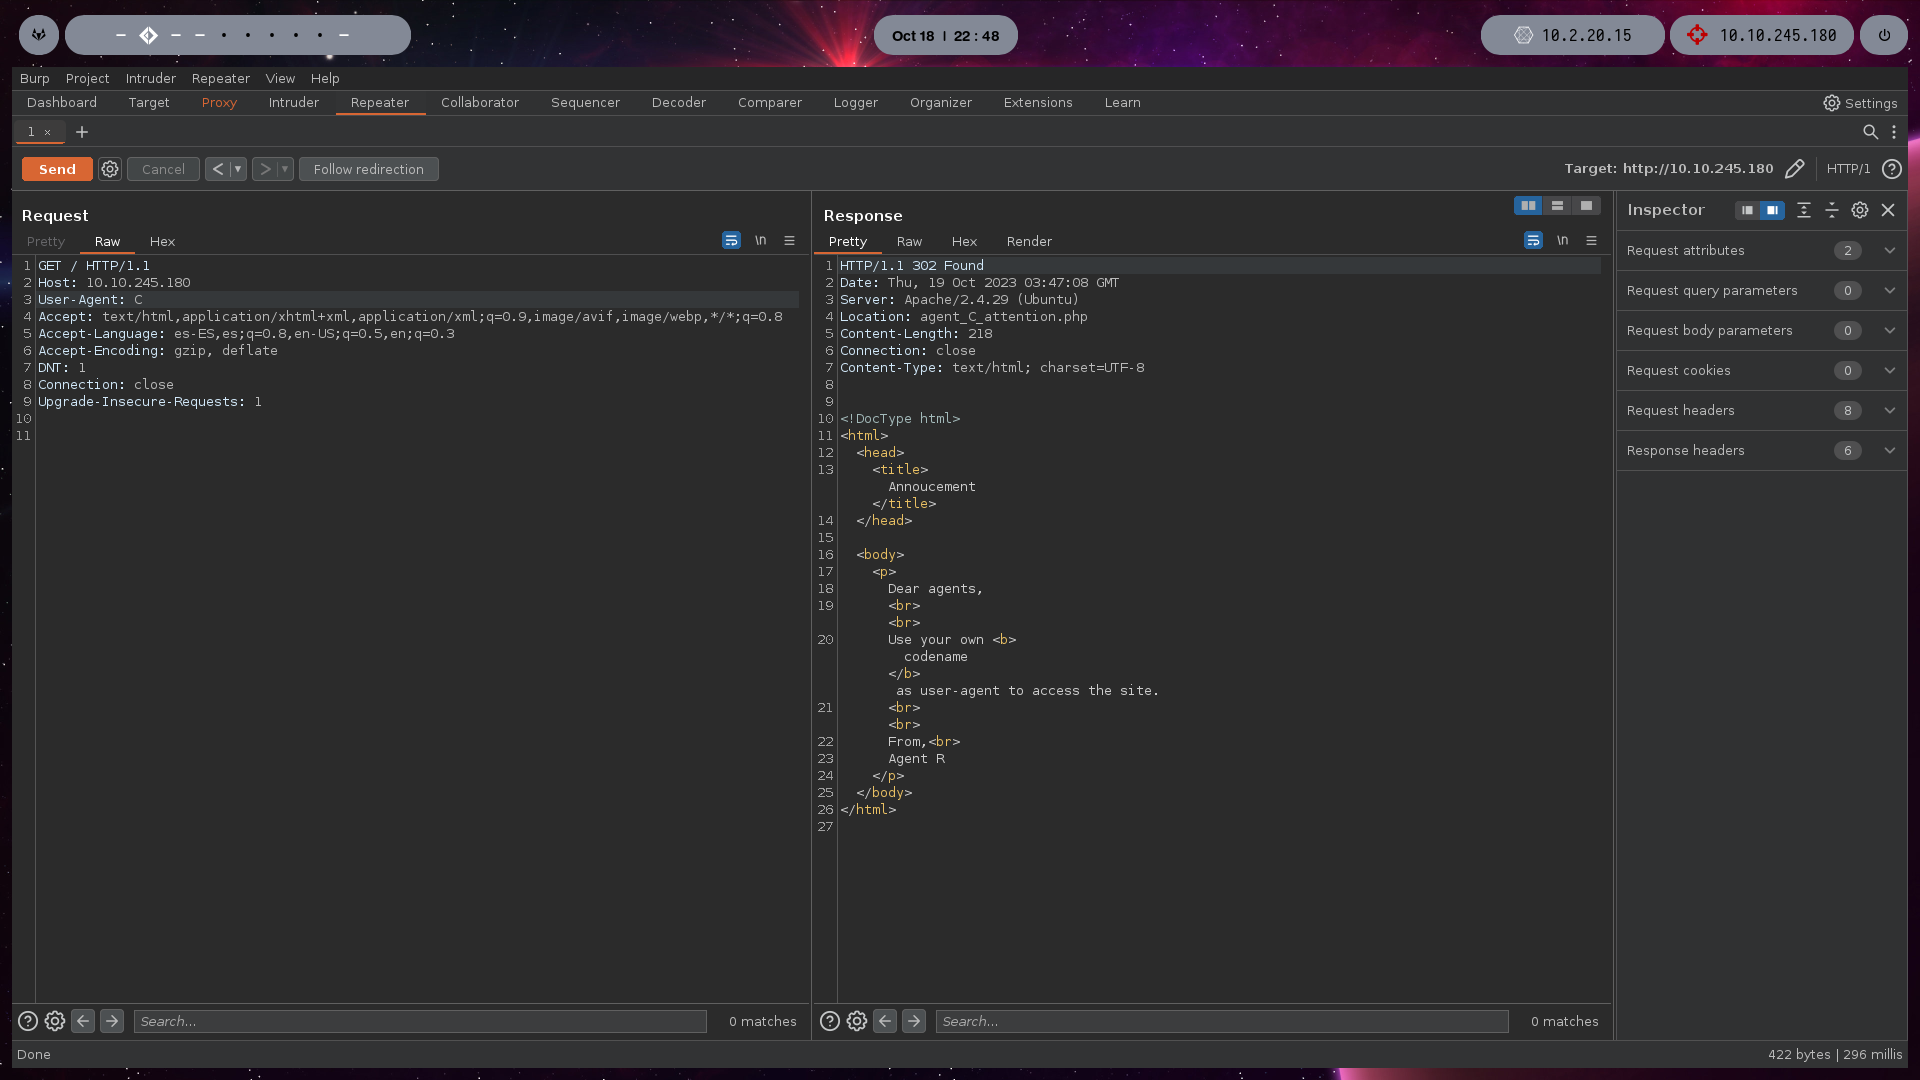 Oct 18 | 22 : 48
10.2.20.15
10.10.245.180
Burp Project Intruder Repeater View Help
Dashboard Target Proxy Intruder Repeater Collaborator Sequencer Decoder Comparer Logger Organizer Extensions Learn
Settings
1 × +
Send Cancel < > Follow redirection
Target: http://10.10.245.180
HTTP/1
Request
Pretty Raw Hex
\n
1 GET / HTTP/1.1
2 Host: 10.10.245.180
3 User-Agent: C
4 Accept: text/html,application/xhtml+xml,application/xml;q=0.9,image/avif,image/webp,*/*;q=0.8
5 Accept-Language: es-ES,es;q=0.8,en-US;q=0.5,en;q=0.3
6 Accept-Encoding: gzip, deflate
7 DNT: 1
8 Connection: close
9 Upgrade-Insecure-Requests: 1
10
11
Search...
0 matches
Response
Pretty Raw Hex Render
\n
1 HTTP/1.1 302 Found
2 Date: Thu, 19 Oct 2023 03:47:08 GMT
3 Server: Apache/2.4.29 (Ubuntu)
4 Location: agent_C_attention.php
5 Content-Length: 218
6 Connection: close
7 Content-Type: text/html; charset=UTF-8
8
9
10 <!DocType html>
11 <html>
12 <head>
13 <title>
Annoucement
</title>
14 </head>
15
16 <body>
17 <p>
18 Dear agents,
19 <br>
<br>
20 Use your own <b>
codename
</b>
as user-agent to access the site.
21 <br>
<br>
22 From,<br>
23 Agent R
24 </p>
25 </body>
26 </html>
27
Search...
0 matches
Inspector
Request attributes 2
Request query parameters 0
Request body parameters 0
Request cookies 0
Request headers 8
Response headers 6
Done
422 bytes | 296 millis